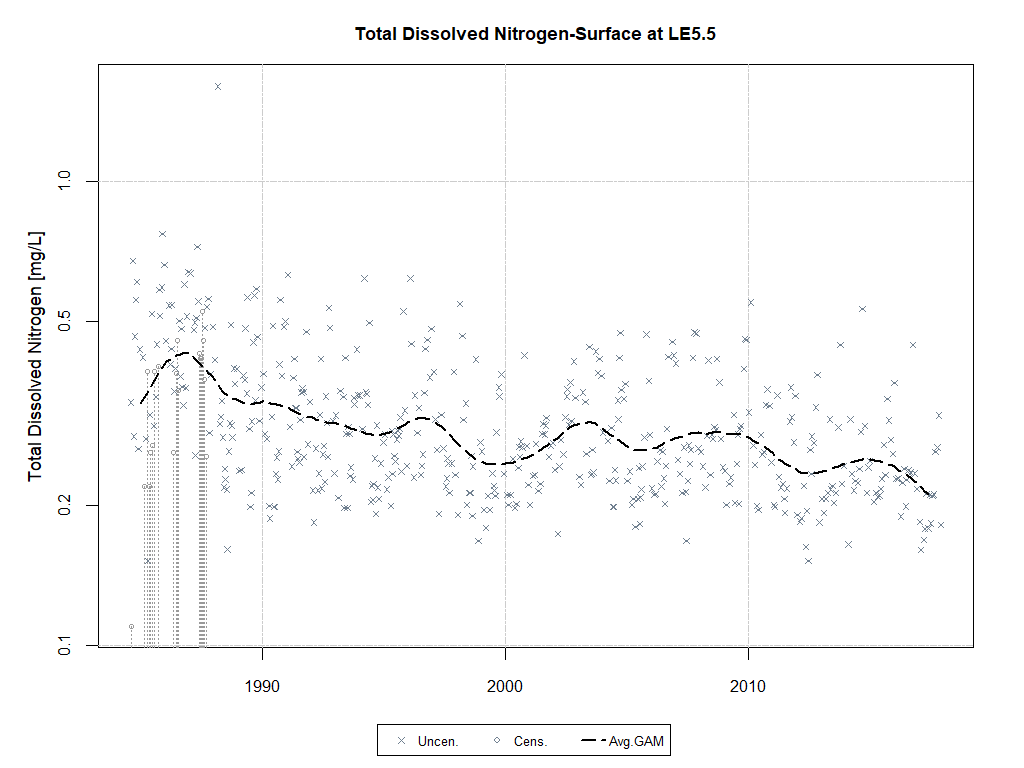 Total Dissolved Nitrogen-Surface at LE5.5
Total Dissolved Nitrogen [mg/L]
1.0
0.5
0.2
0.1
1990 2000 2010
Uncen. Cens. Avg.GAM